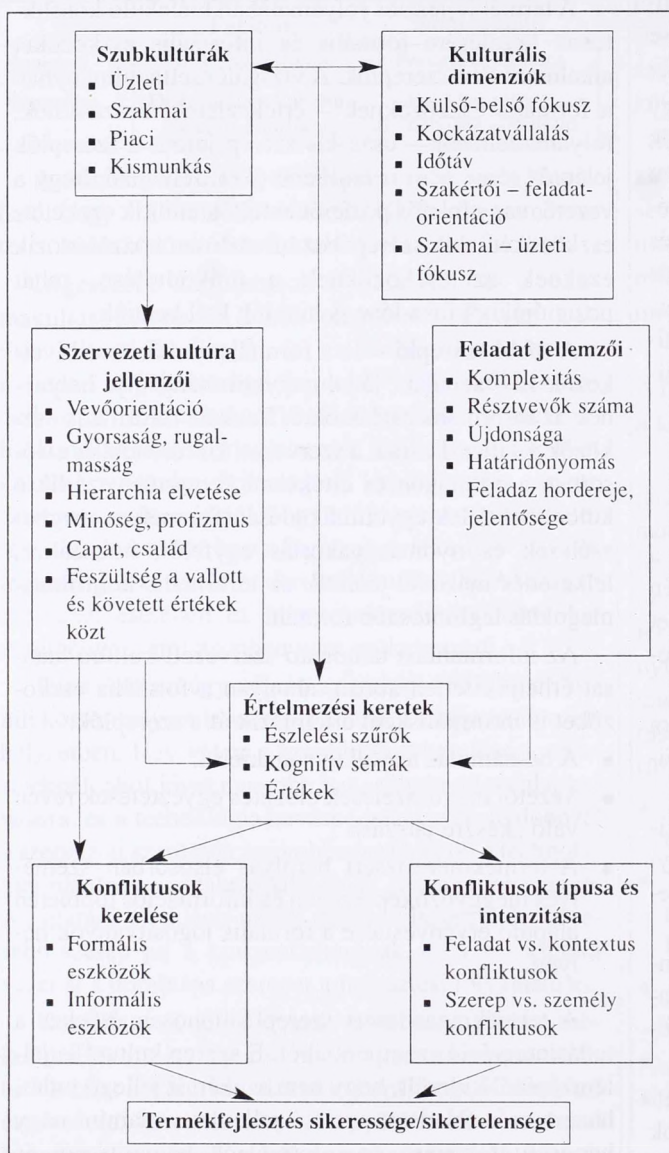 Szubkultúrák
▪ Üzleti
▪ Szakmai
▪ Piaci
▪ Kismunkás
Kulturális
dimenziók
▪ Külső-belső fókusz
▪ Kockázatvállalás
▪ Időtáv
▪ Szakértői – feladat-
orientáció
▪ Szakmai – üzleti
fókusz
Szervezeti kultúra
jellemzői
▪ Vevőorientáció
▪ Gyorsaság, rugal-
masság
▪ Hierarchia elvetése
▪ Minőség, profizmus
▪ Capat, család
▪ Feszültség a vallott
és követett értékek
közt
Feladat jellemzői
▪ Komplexitás
▪ Résztvevők száma
▪ Újdonsága
▪ Határidőnyomás
▪ Feladaz hordereje,
jelentősége
Értelmezési keretek
▪ Eszlelési szűrők
▪ Kognitív sémák
▪ Értékek
Konfliktusok
kezelése
▪ Formális
eszközök
▪ Informális
eszközök
Konfliktusok típusa és
intenzitása
▪ Feladat vs. kontextus
konfliktusok
▪ Szerep vs. személy
konfliktusok
Termékfejlesztés sikeressége/sikertelensége